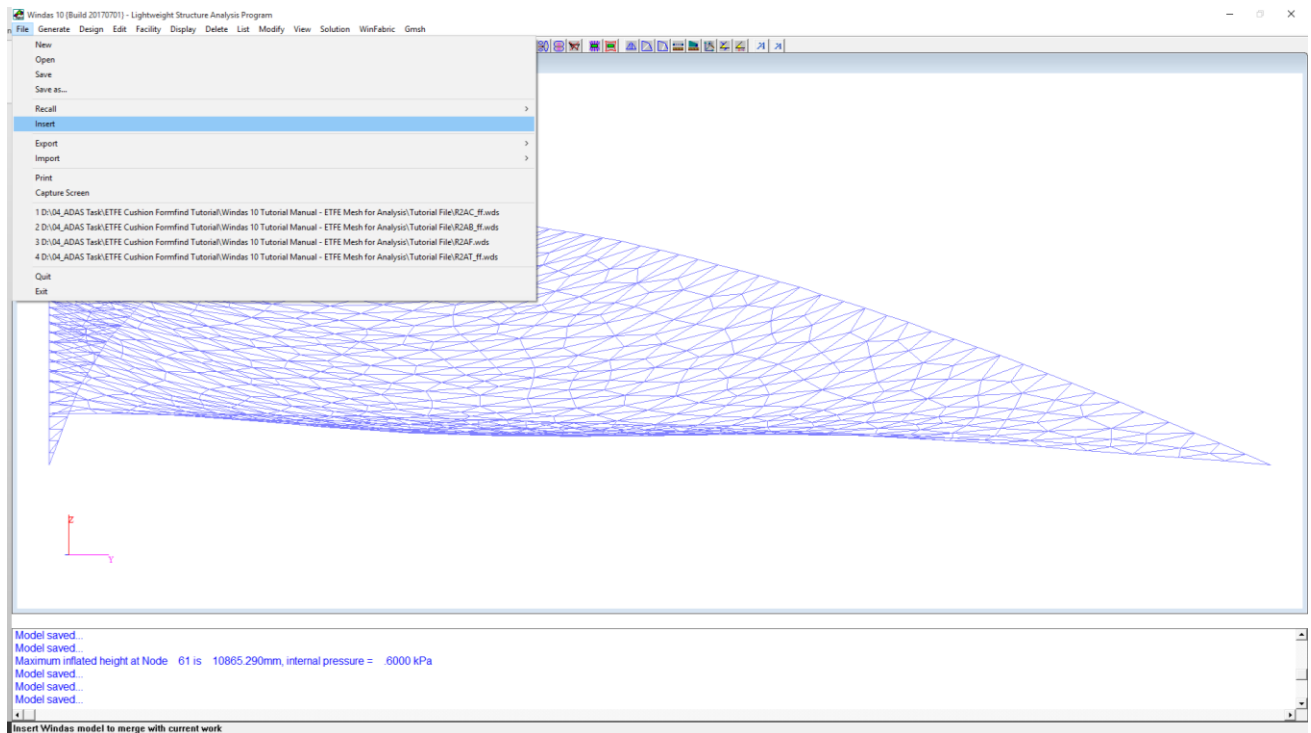 Windas 10 (Build 20170701) - Lightweight Structure Analysis Program
File Generate Design Edit Facility Display Delete List Modify View Solution WinFabric Gmsh
New
Open
Save
Save as...
Recall
Insert
Export
Import
Print
Capture Screen
1 D:\04_ADAS Task\ETFE Cushion Formfind Tutorial\Windas 10 Tutorial Manual - ETFE Mesh for Analysis\Tutorial File\R2AC_ff.wds
2 D:\04_ADAS Task\ETFE Cushion Formfind Tutorial\Windas 10 Tutorial Manual - ETFE Mesh for Analysis\Tutorial File\R2AB_ff.wds
3 D:\04_ADAS Task\ETFE Cushion Formfind Tutorial\Windas 10 Tutorial Manual - ETFE Mesh for Analysis\Tutorial File\R2AF.wds
4 D:\04_ADAS Task\ETFE Cushion Formfind Tutorial\Windas 10 Tutorial Manual - ETFE Mesh for Analysis\Tutorial File\R2AT_ff.wds
Quit
Exit
Z
Y
Model saved...
Model saved...
Maximum inflated height at Node 61 is 10865.290mm, internal pressure = .6000 kPa
Model saved...
Model saved...
Model saved...
Insert Windas model to merge with current work